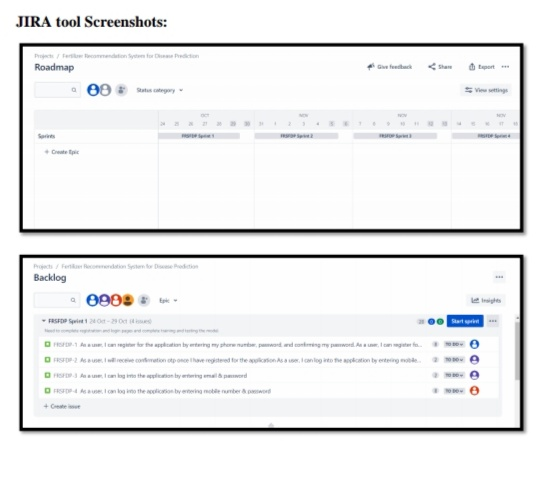 JIRA tool Screenshots:
Projects / Fertilizer Recommendation System for Disease Prediction
Roadmap
Give feedback Share Export
Status category
View settings
OCT NOV NOV NOV
24 25 26 27 28 29 30 31 1 2 3 4 5 6 7 8 9 10 11 12 13 14 15 16 17 18
Sprints FRSFDP Sprint 1 FRSFDP Sprint 2 FRSFDP Sprint 3 FRSFDP Sprint 4
+ Create Epic
Projects / Fertilizer Recommendation System for Disease Prediction
Backlog
Epic Insights
FRSFDP Sprint 1 24 Oct – 29 Oct (4 issues) Start sprint
Need to complete registration and login pages and complete training and testing the model
FRSFDP-1 As a user, I can register for the application by entering my phone number, password, and confirming my password. As a user, I can register fo... TO DO
FRSFDP-2 As a user, I will receive confirmation otp once I have registered for the application As a user, I can log into the application by entering mobile... TO DO
FRSFDP-3 As a user, I can log into the application by entering email & password TO DO
FRSFDP-4 As a user, I can log into the application by entering mobile number & password TO DO
+ Create issue